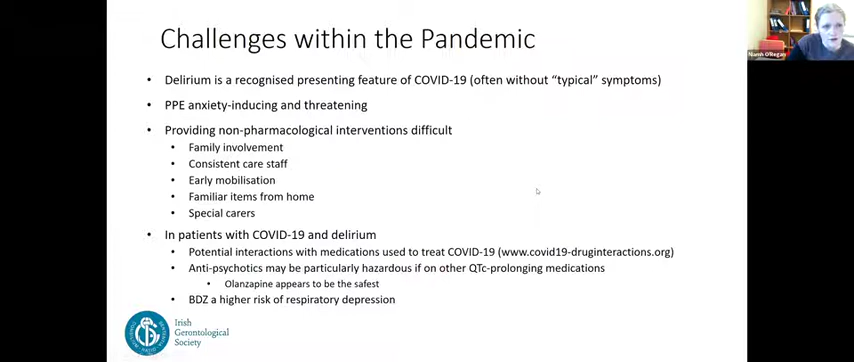 Challenges within the Pandemic
Niamh O'Regan
• Delirium is a recognised presenting feature of COVID-19 (often without “typical” symptoms)
• PPE anxiety-inducing and threatening
• Providing non-pharmacological interventions difficult
• Family involvement
• Consistent care staff
• Early mobilisation
• Familiar items from home
• Special carers
• In patients with COVID-19 and delirium
• Potential interactions with medications used to treat COVID-19 (www.covid19-druginteractions.org)
• Anti-psychotics may be particularly hazardous if on other QTc-prolonging medications
• Olanzapine appears to be the safest
• BDZ a higher risk of respiratory depression
Irish
Gerontological
Society